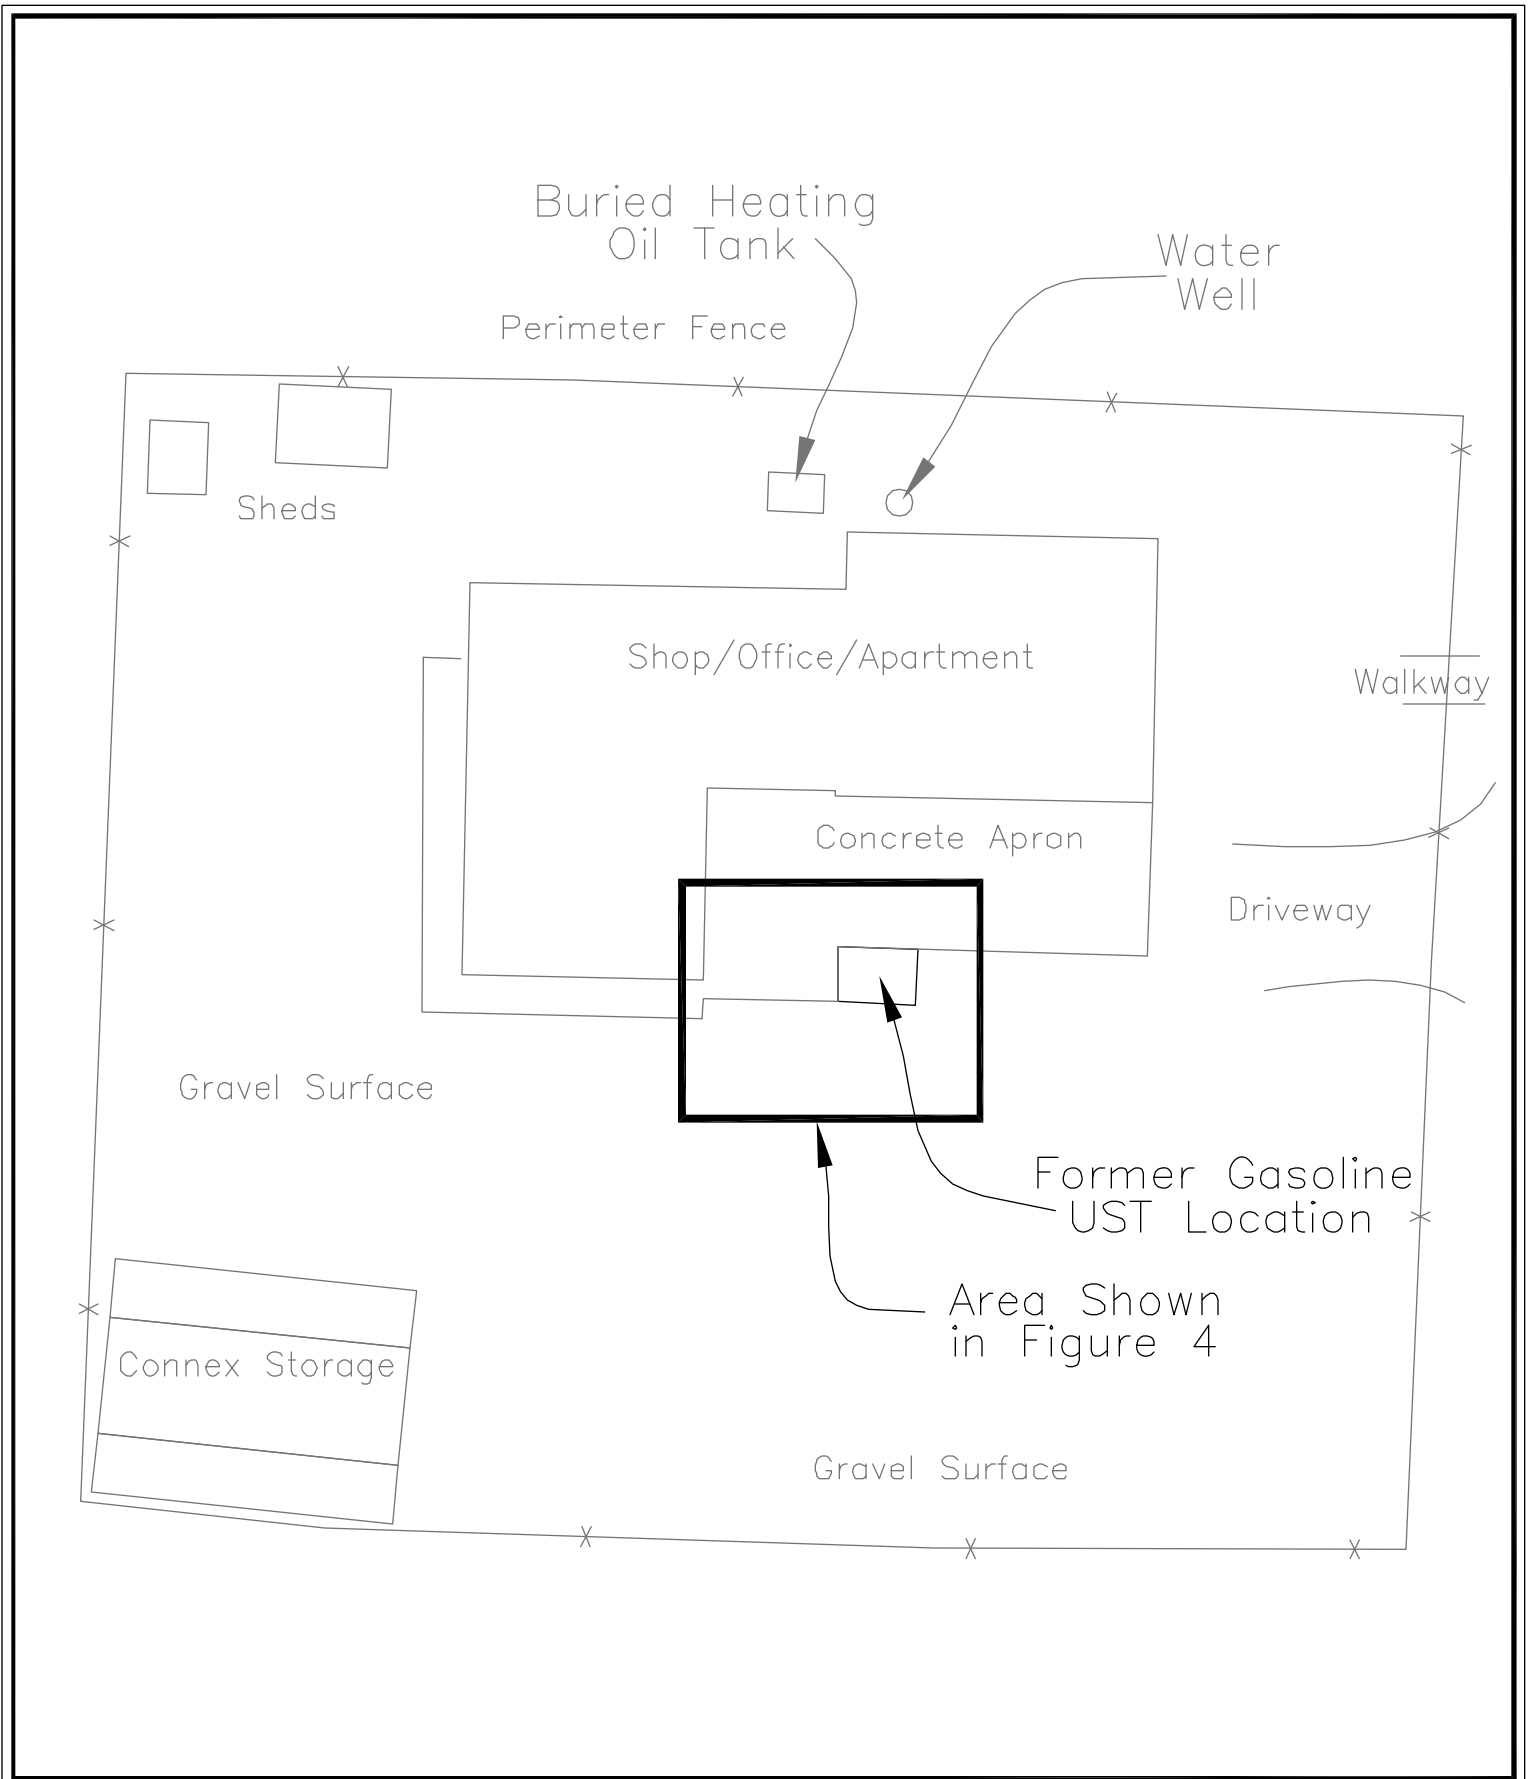 Buried Heating
Oil Tank
Water
Well
Perimeter Fence
Sheds
Shop/Office/Apartment
Walkway
Concrete Apron
Driveway
Gravel Surface
Former Gasoline
UST Location
Area Shown
in Figure 4
Connex Storage
Gravel Surface